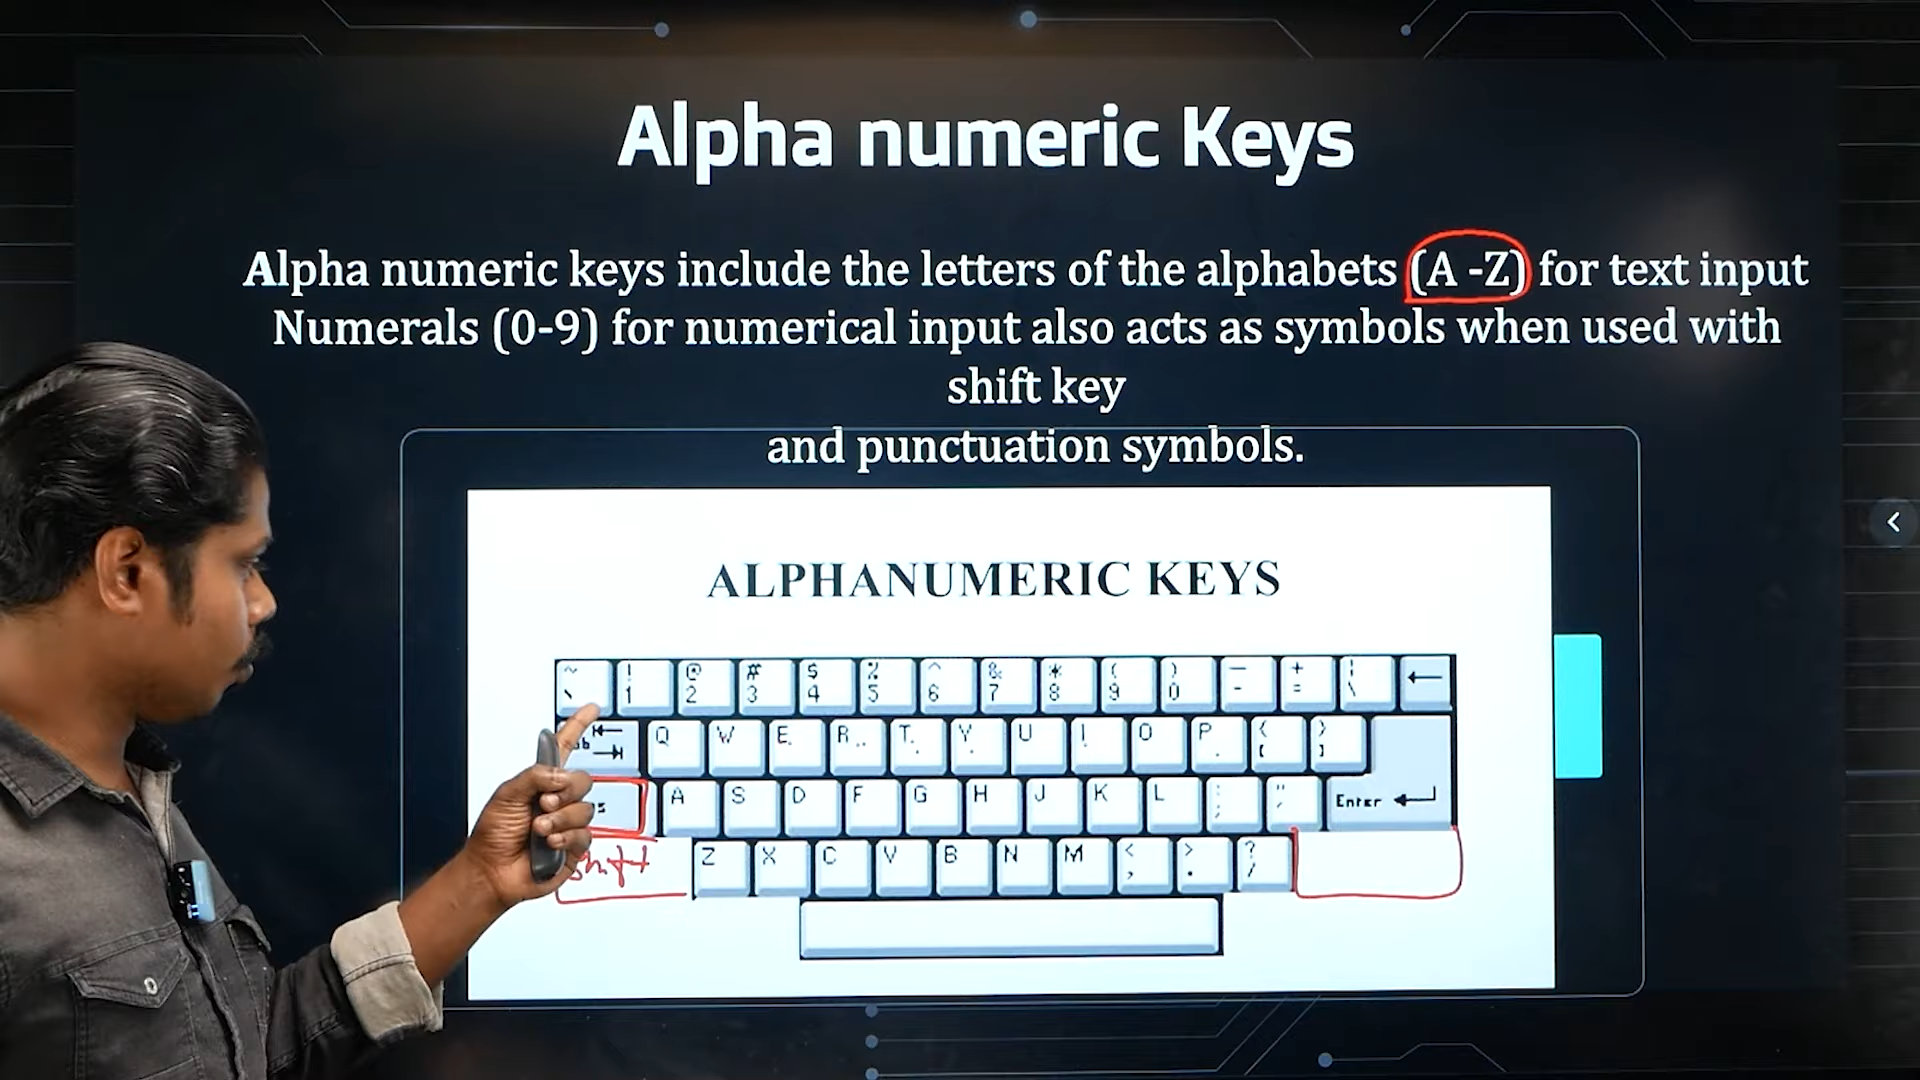 Alpha numeric Keys
Alpha numeric keys include the letters of the alphabets (A -Z) for text input
Numerals (0-9) for numerical input also acts as symbols when used with
shift key
and punctuation symbols.
ALPHANUMERIC KEYS
~ ! @ # $ % ^ & * ( ) — + ¦ ←
` 1 2 3 4 5 6 7 8 9 0 - = \
Q W E R T Y U I O P { }
[ ]
A S D F G H J K L : "
; ' Enter
shift Z X C V B N M < > ?
, . /